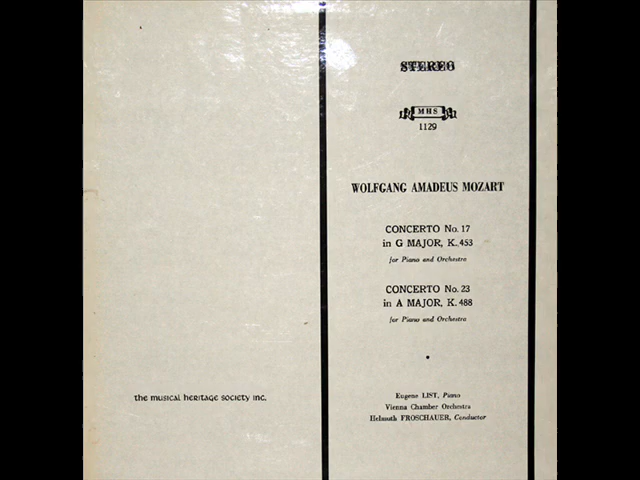 STEREO
MHS
1129
WOLFGANG AMADEUS MOZART
CONCERTO No. 17
in G MAJOR, K. 453
for Piano and Orchestra
CONCERTO No. 23
in A MAJOR, K. 488
for Piano and Orchestra
the musical heritage society inc.
Eugene LIST, Piano
Vienna Chamber Orchestra
Helmuth FROSCHAUER, Conductor